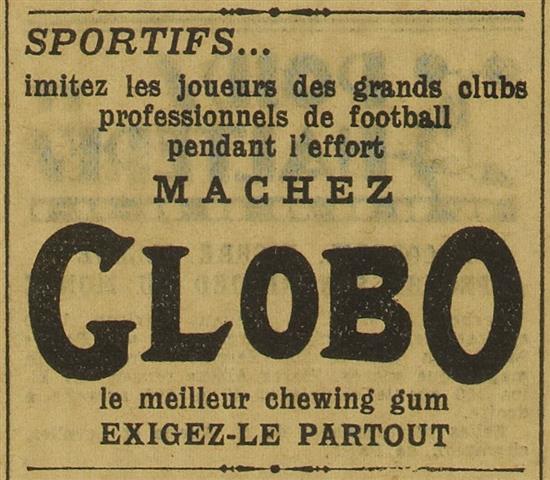 SPORTIFS...
imitez les joueurs des grands clubs
professionnels de football
pendant l'effort
MACHEZ
GLOBO
le meilleur chewing gum
EXIGEZ-LE PARTOUT